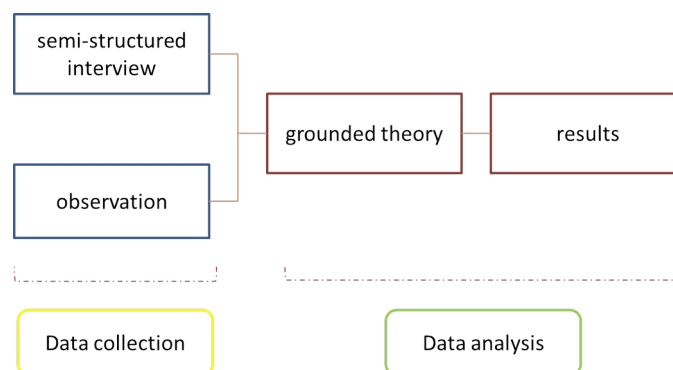 semi-structured
interview
grounded theory
results
observation
Data collection
Data analysis